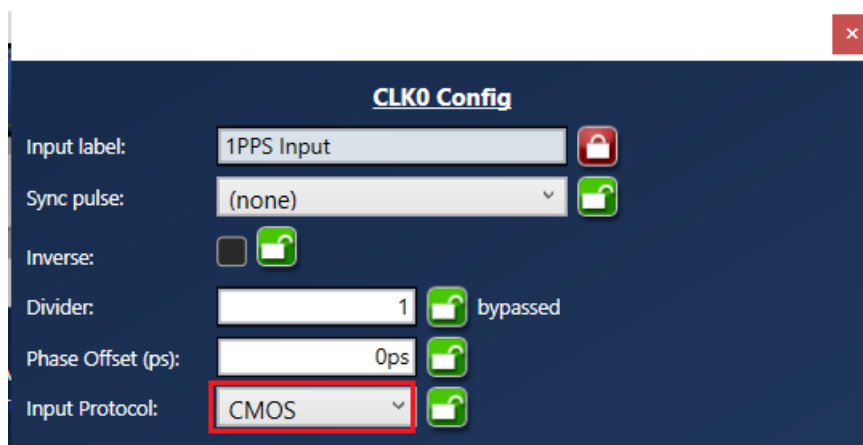 CLK0 Config
Input label: 1PPS Input
Sync pulse: (none)
Inverse:
Divider: 1 bypassed
Phase Offset (ps): 0ps
Input Protocol: CMOS